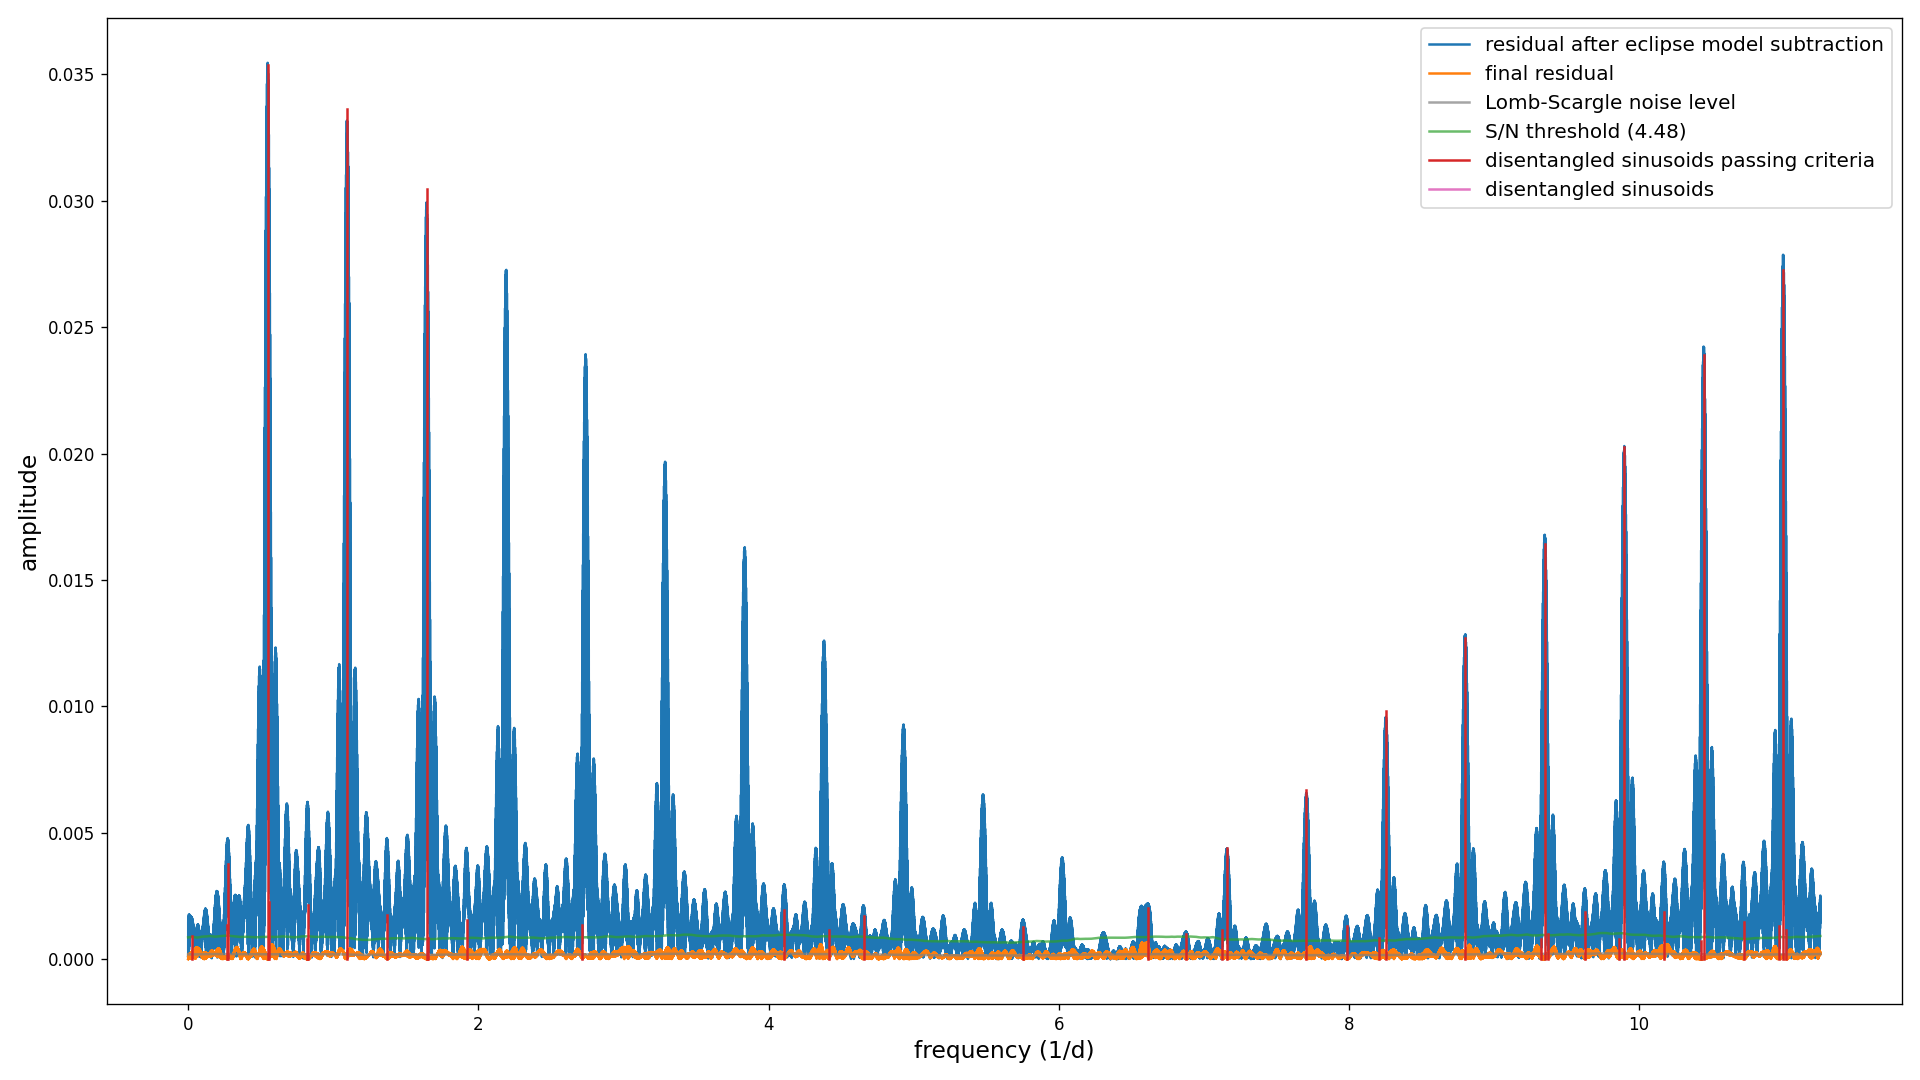 residual after eclipse model subtraction
final residual
Lomb-Scargle noise level
S/N threshold (4.48)
disentangled sinusoids passing criteria
disentangled sinusoids
0.035
0.030
0.025
0.020
0.015
0.010
0.005
0.000
amplitude
0 2 4 6 8 10
frequency (1/d)